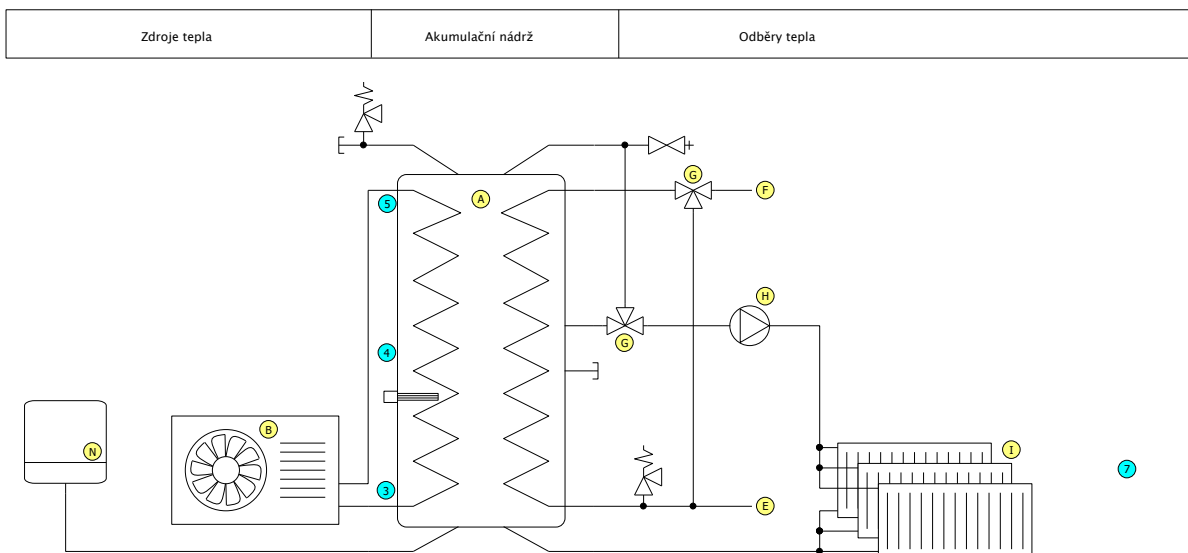 Zdroje tepla
Akumulační nádrž
Odběry tepla
A
G
F
5
H
G
4
B
N
I
7
3
E